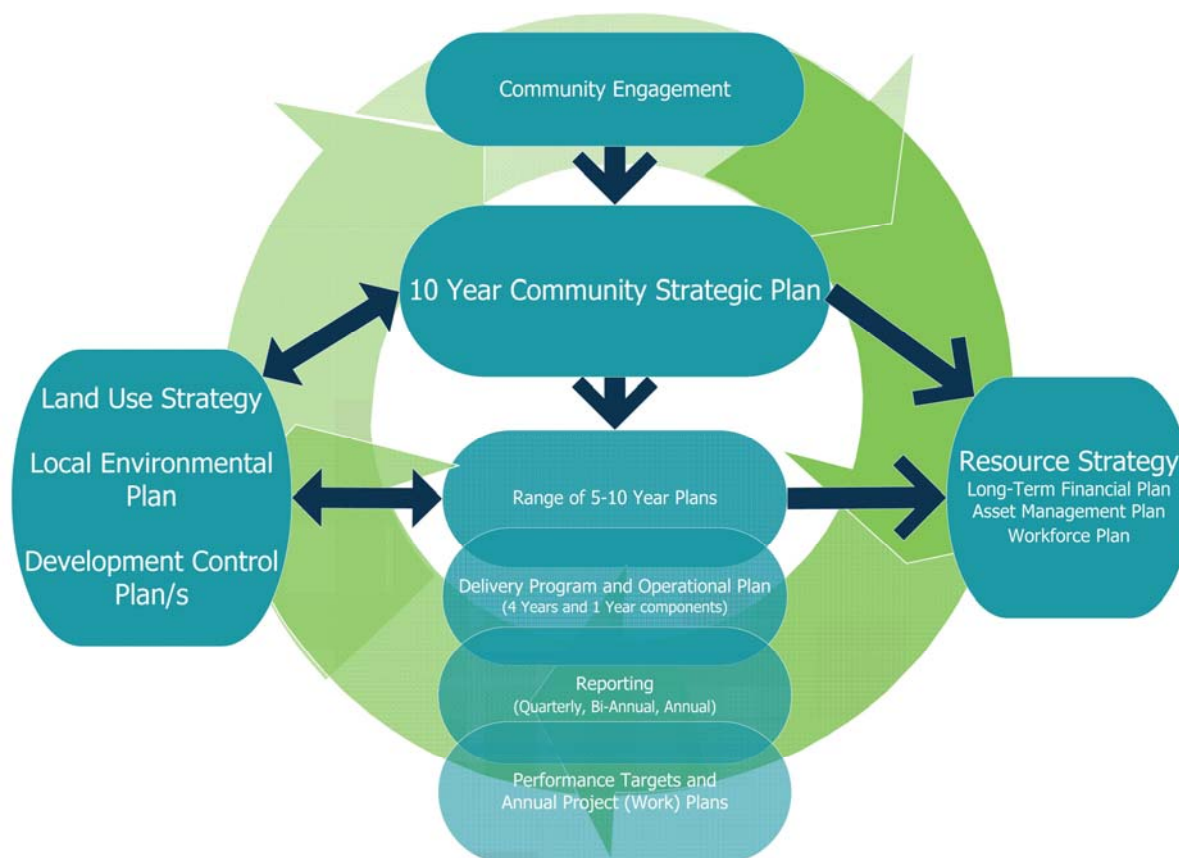 Community Engagement
10 Year Community Strategic Plan
Land Use Strategy
Local Environmental
Plan
Development Control
Plan/s
Range of 5-10 Year Plans
Resource Strategy
Long-Term Financial Plan
Asset Management Plan
Workforce Plan
Delivery Program and Operational Plan
(4 Years and 1 Year components)
Reporting
(Quarterly, Bi-Annual, Annual)
Performance Targets and
Annual Project (Work) Plans